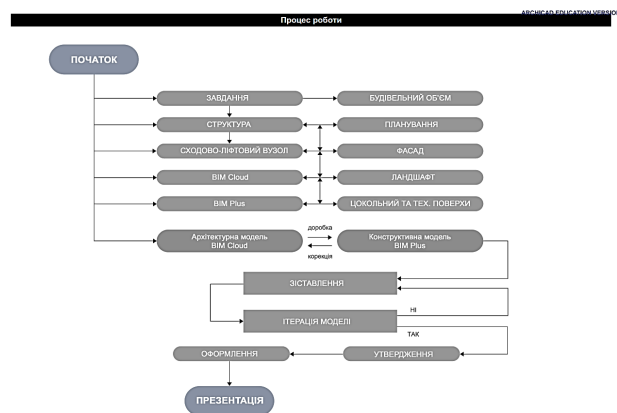 ARCHICAD EDUCATION VERSION
Процес роботи
ПОЧАТОК
ЗАВДАННЯ
БУДІВЕЛЬНИЙ ОБ'ЄМ
СТРУКТУРА
ПЛАНУВАННЯ
СХОДОВО-ЛІФТОВИЙ ВУЗОЛ
ФАСАД
BIM Cloud
ЛАНДШАФТ
BIM Plus
ЦОКОЛЬНИЙ ТА ТЕХ. ПОВЕРХИ
Архітектурна модель
BIM Cloud
доробка
корекція
Конструктивна модель
BIM Plus
ЗІСТАВЛЕННЯ
НІ
ІТЕРАЦІЯ МОДЕЛІ
ТАК
ОФОРМЛЕННЯ
УТВЕРДЖЕННЯ
ПРЕЗЕНТАЦІЯ